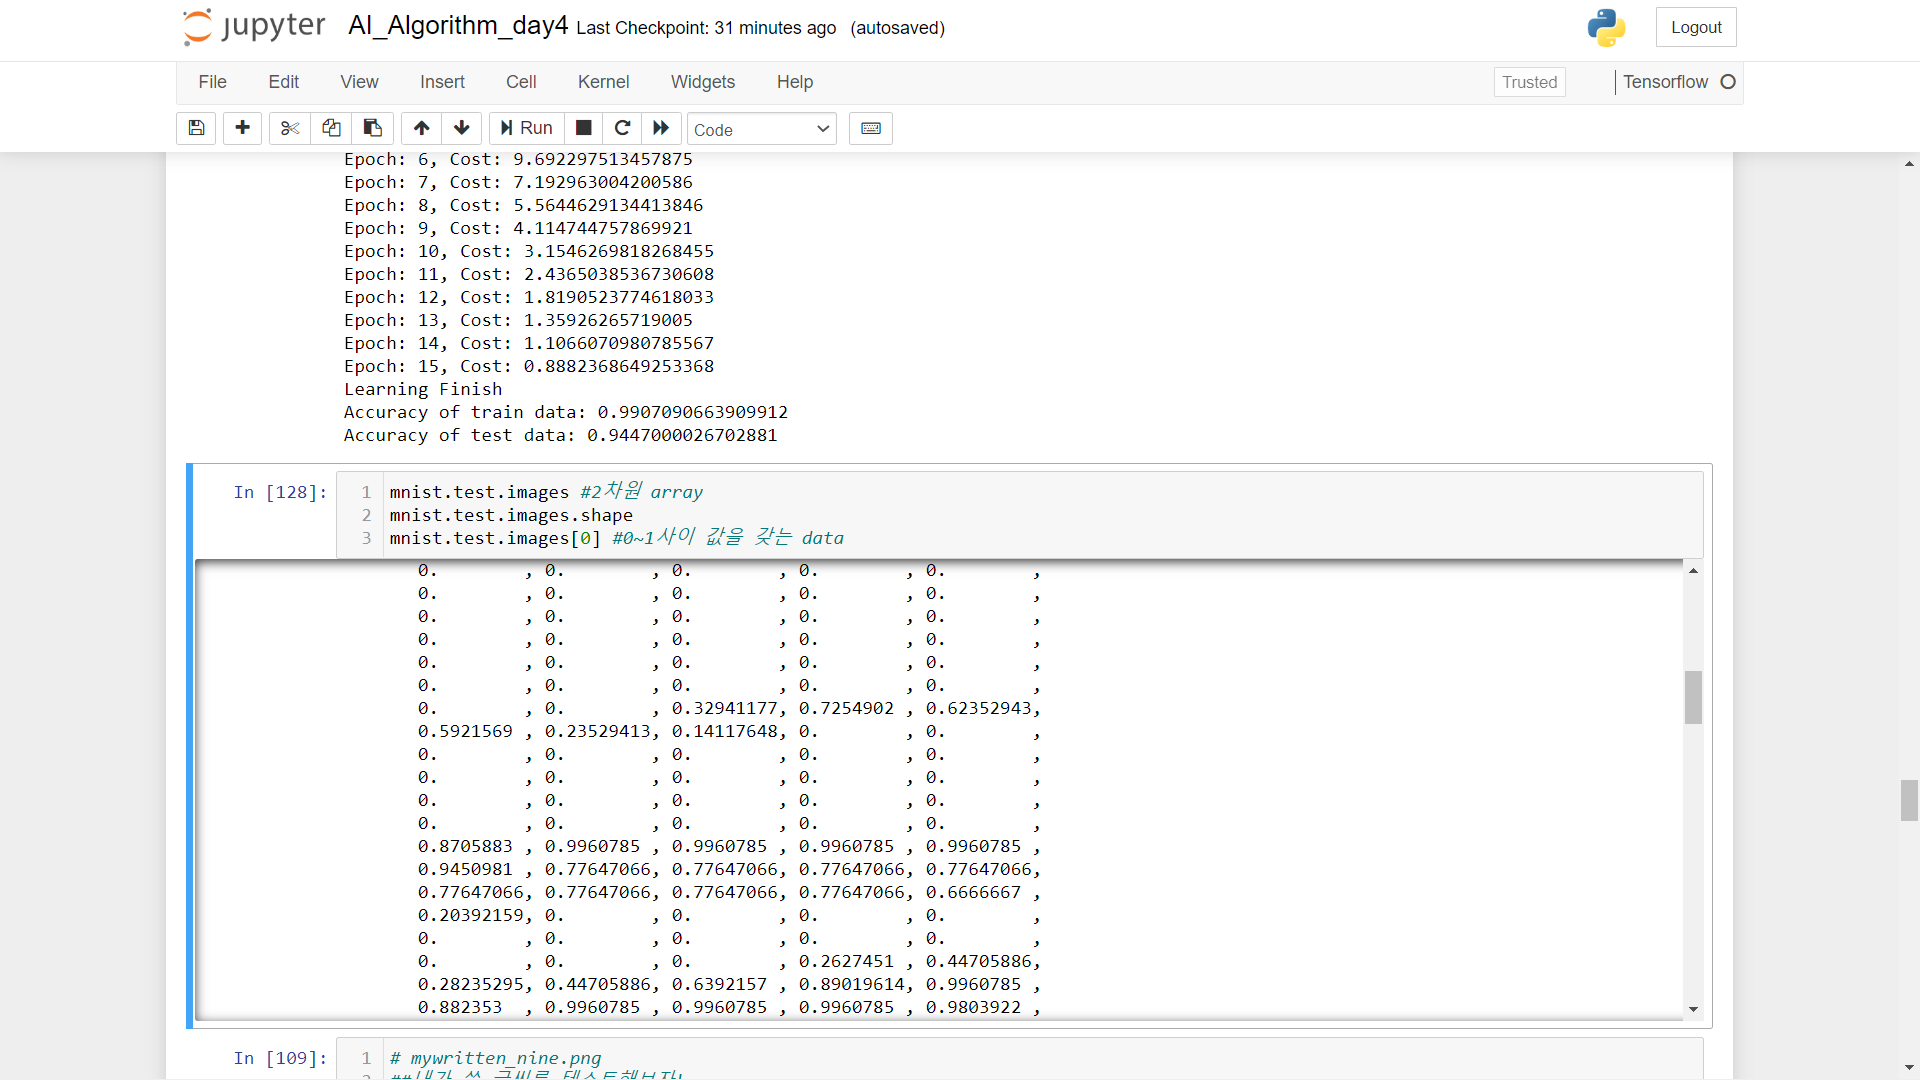 jupyter AI_Algorithm_day4 Last Checkpoint: 31 minutes ago (autosaved) Logout
File Edit View Insert Cell Kernel Widgets Help Trusted Tensorflow
Run Code
Epoch: 6, Cost: 9.692297513457875
Epoch: 7, Cost: 7.192963004200586
Epoch: 8, Cost: 5.5644629134413846
Epoch: 9, Cost: 4.114744757869921
Epoch: 10, Cost: 3.1546269818268455
Epoch: 11, Cost: 2.4365038536730608
Epoch: 12, Cost: 1.8190523774618033
Epoch: 13, Cost: 1.35926265719005
Epoch: 14, Cost: 1.1066070980785567
Epoch: 15, Cost: 0.8882368649253368
Learning Finish
Accuracy of train data: 0.9907090663909912
Accuracy of test data: 0.9447000026702881
In [128]: 1 mnist.test.images #2차원 array
2 mnist.test.images.shape
3 mnist.test.images[0] #0~1사이 값을 갖는 data
0. , 0. , 0. , 0. , 0. ,
0. , 0. , 0. , 0. , 0. ,
0. , 0. , 0. , 0. , 0. ,
0. , 0. , 0. , 0. , 0. ,
0. , 0. , 0. , 0. , 0. ,
0. , 0. , 0. , 0. , 0. ,
0. , 0. , 0.32941177, 0.7254902 , 0.62352943,
0.5921569 , 0.23529413, 0.14117648, 0. , 0. ,
0. , 0. , 0. , 0. , 0. ,
0. , 0. , 0. , 0. , 0. ,
0. , 0. , 0. , 0. , 0. ,
0. , 0. , 0. , 0. , 0. ,
0.8705883 , 0.9960785 , 0.9960785 , 0.9960785 , 0.9960785 ,
0.9450981 , 0.77647066, 0.77647066, 0.77647066, 0.77647066,
0.77647066, 0.77647066, 0.77647066, 0.77647066, 0.6666667 ,
0.20392159, 0. , 0. , 0. , 0. ,
0. , 0. , 0. , 0. , 0. ,
0. , 0. , 0. , 0.2627451 , 0.44705886,
0.28235295, 0.44705886, 0.6392157 , 0.89019614, 0.9960785 ,
0.882353 , 0.9960785 , 0.9960785 , 0.9960785 , 0.9803922 ,
In [109]: 1 # mywritten_nine.png